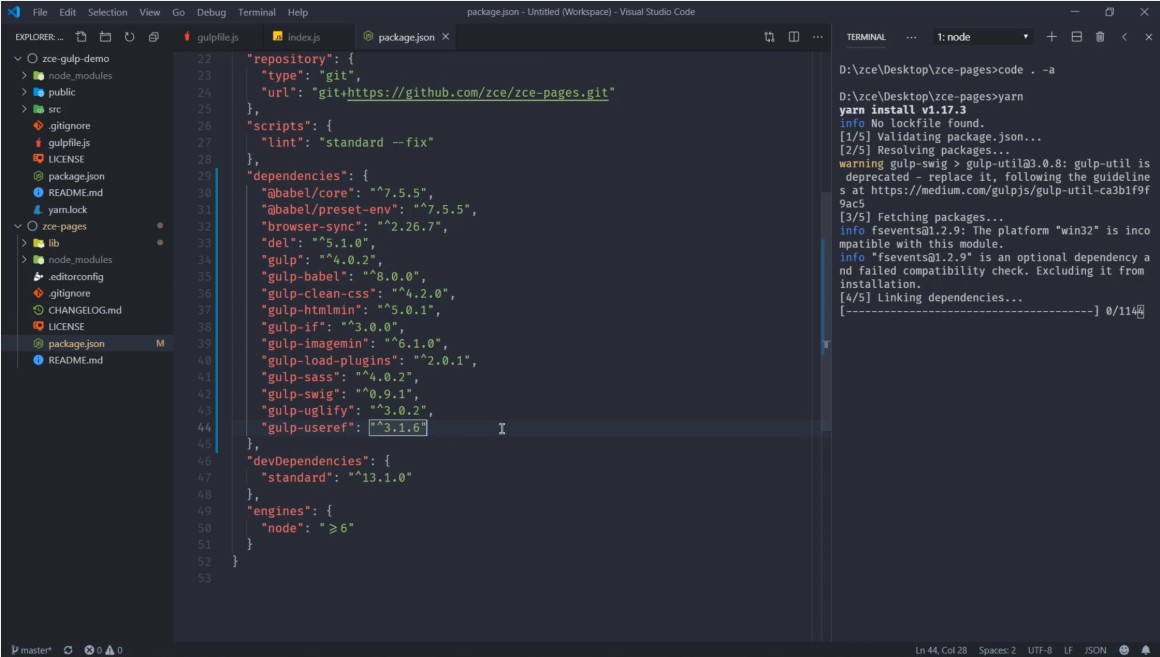 File Edit Selection View Go Debug Terminal Help
package.json - Untitled (Workspace) - Visual Studio Code
EXPLORER: ...
zce-gulp-demo
node_modules
public
src
.gitignore
gulpfile.js
LICENSE
package.json
README.md
yarn.lock
zce-pages
lib
node_modules
.editorconfig
.gitignore
CHANGELOG.md
LICENSE
package.json M
README.md
gulpfile.js index.js package.json
22 "repository": {
23 "type": "git",
24 "url": "git+https://github.com/zce/zce-pages.git"
25 },
26 "scripts": {
27 "lint": "standard --fix"
28 },
29 "dependencies": {
30 "@babel/core": "^7.5.5",
31 "@babel/preset-env": "^7.5.5",
32 "browser-sync": "^2.26.7",
33 "del": "^5.1.0",
34 "gulp": "^4.0.2",
35 "gulp-babel": "^8.0.0",
36 "gulp-clean-css": "^4.2.0",
37 "gulp-htmlmin": "^5.0.1",
38 "gulp-if": "^3.0.0",
39 "gulp-imagemin": "^6.1.0",
40 "gulp-load-plugins": "^2.0.1",
41 "gulp-sass": "^4.0.2",
42 "gulp-swig": "^0.9.1",
43 "gulp-uglify": "^3.0.2",
44 "gulp-useref": "^3.1.6"
45 },
46 "devDependencies": {
47 "standard": "^13.1.0"
48 },
49 "engines": {
50 "node": "≥6"
51 }
52 }
53
TERMINAL ... 1: node
D:\zce\Desktop\zce-pages>code . -a
D:\zce\Desktop\zce-pages>yarn
yarn install v1.17.3
info No lockfile found.
[1/5] Validating package.json...
[2/5] Resolving packages...
warning gulp-swig > gulp-util@3.0.8: gulp-util is
deprecated - replace it, following the guideline
s at https://medium.com/gulpjs/gulp-util-ca3b1f9f
9ac5
[3/5] Fetching packages...
info fsevents@1.2.9: The platform "win32" is inco
mpatible with this module.
info "fsevents@1.2.9" is an optional dependency a
nd failed compatibility check. Excluding it from
installation.
[4/5] Linking dependencies...
[-------------------------------------] 0/1144
master* 0 0
Ln 44, Col 28 Spaces: 2 UTF-8 LF JSON